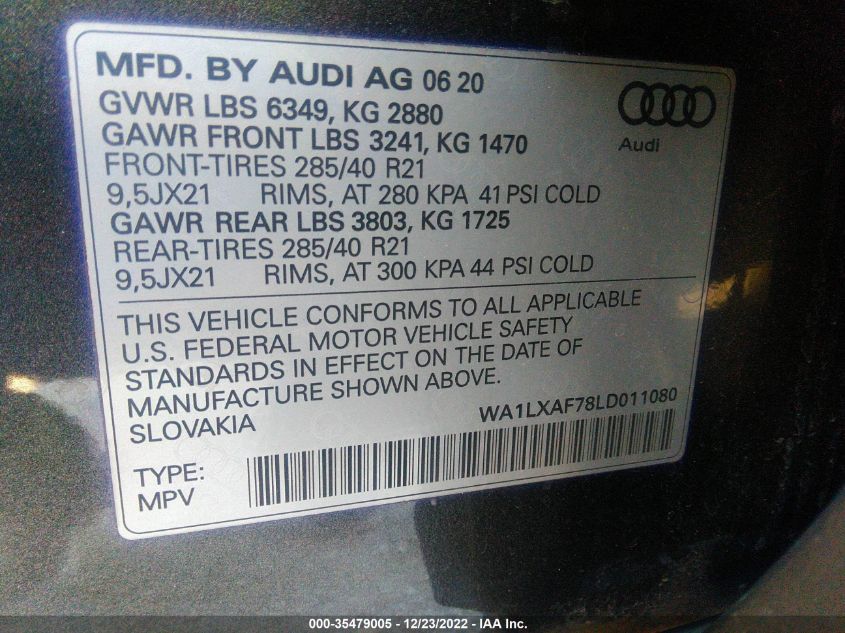 MFD. BY AUDI AG 06 20
GVWR LBS 6349, KG 2880
GAWR FRONT LBS 3241, KG 1470
FRONT-TIRES 285/40 R21
9,5JX21 RIMS, AT 280 KPA 41 PSI COLD
GAWR REAR LBS 3803, KG 1725
REAR-TIRES 285/40 R21
9,5JX21 RIMS, AT 300 KPA 44 PSI COLD
Audi
THIS VEHICLE CONFORMS TO ALL APPLICABLE
U.S. FEDERAL MOTOR VEHICLE SAFETY
STANDARDS IN EFFECT ON THE DATE OF
MANUFACTURE SHOWN ABOVE.
SLOVAKIA
WA1LXAF78LD011080
TYPE:
MPV
000-35479005 - 12/23/2022 - IAA Inc.